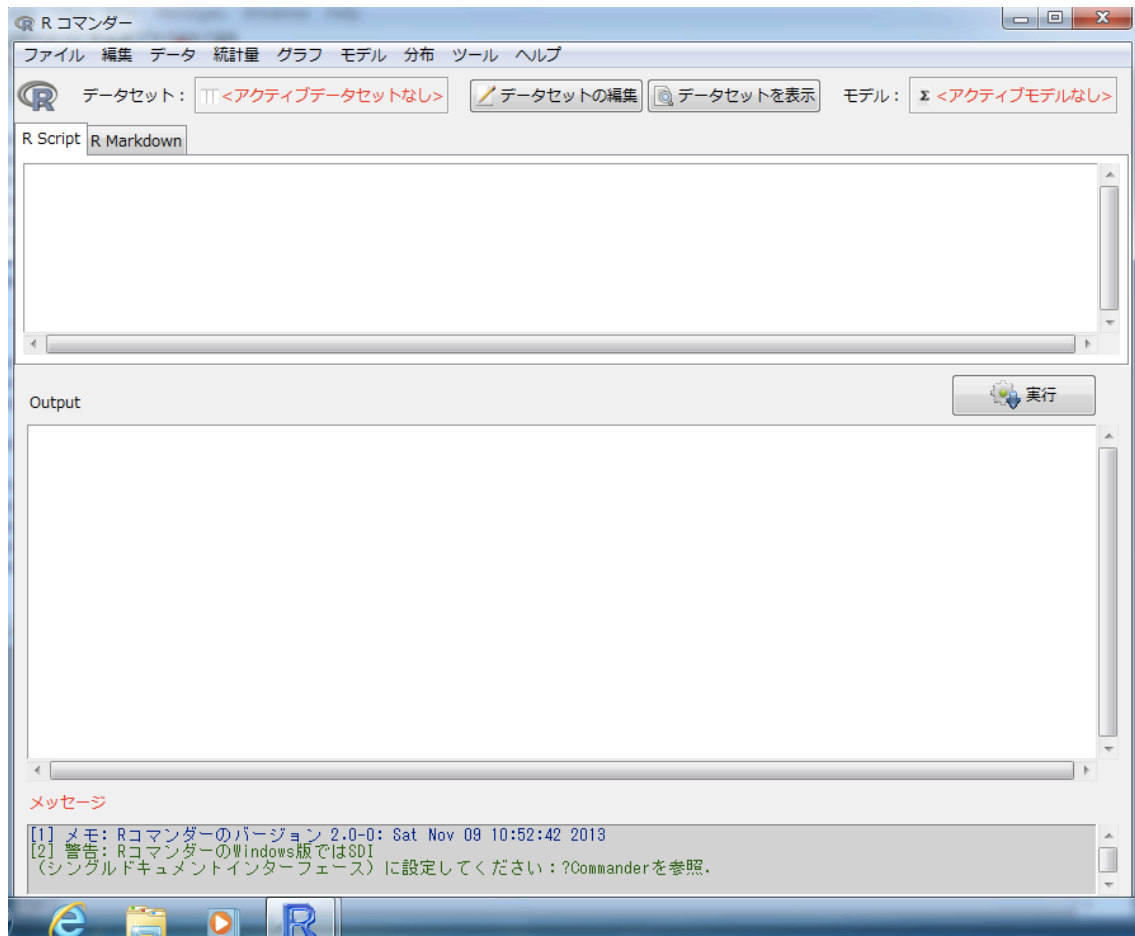 R コマンダー
ファイル 編集 データ 統計量 グラフ モデル 分布 ツール ヘルプ
データセット: <アクティブデータセットなし> データセットの編集 データセットを表示 モデル: Σ <アクティブモデルなし>
R Script R Markdown
Output
実行
メッセージ
[1] メモ: Rコマンダーのバージョン 2.0-0: Sat Nov 09 10:52:42 2013
[2] 警告: RコマンダーのWindows版ではSDI
(シングルドキュメントインターフェース) に設定してください:?Commanderを参照.